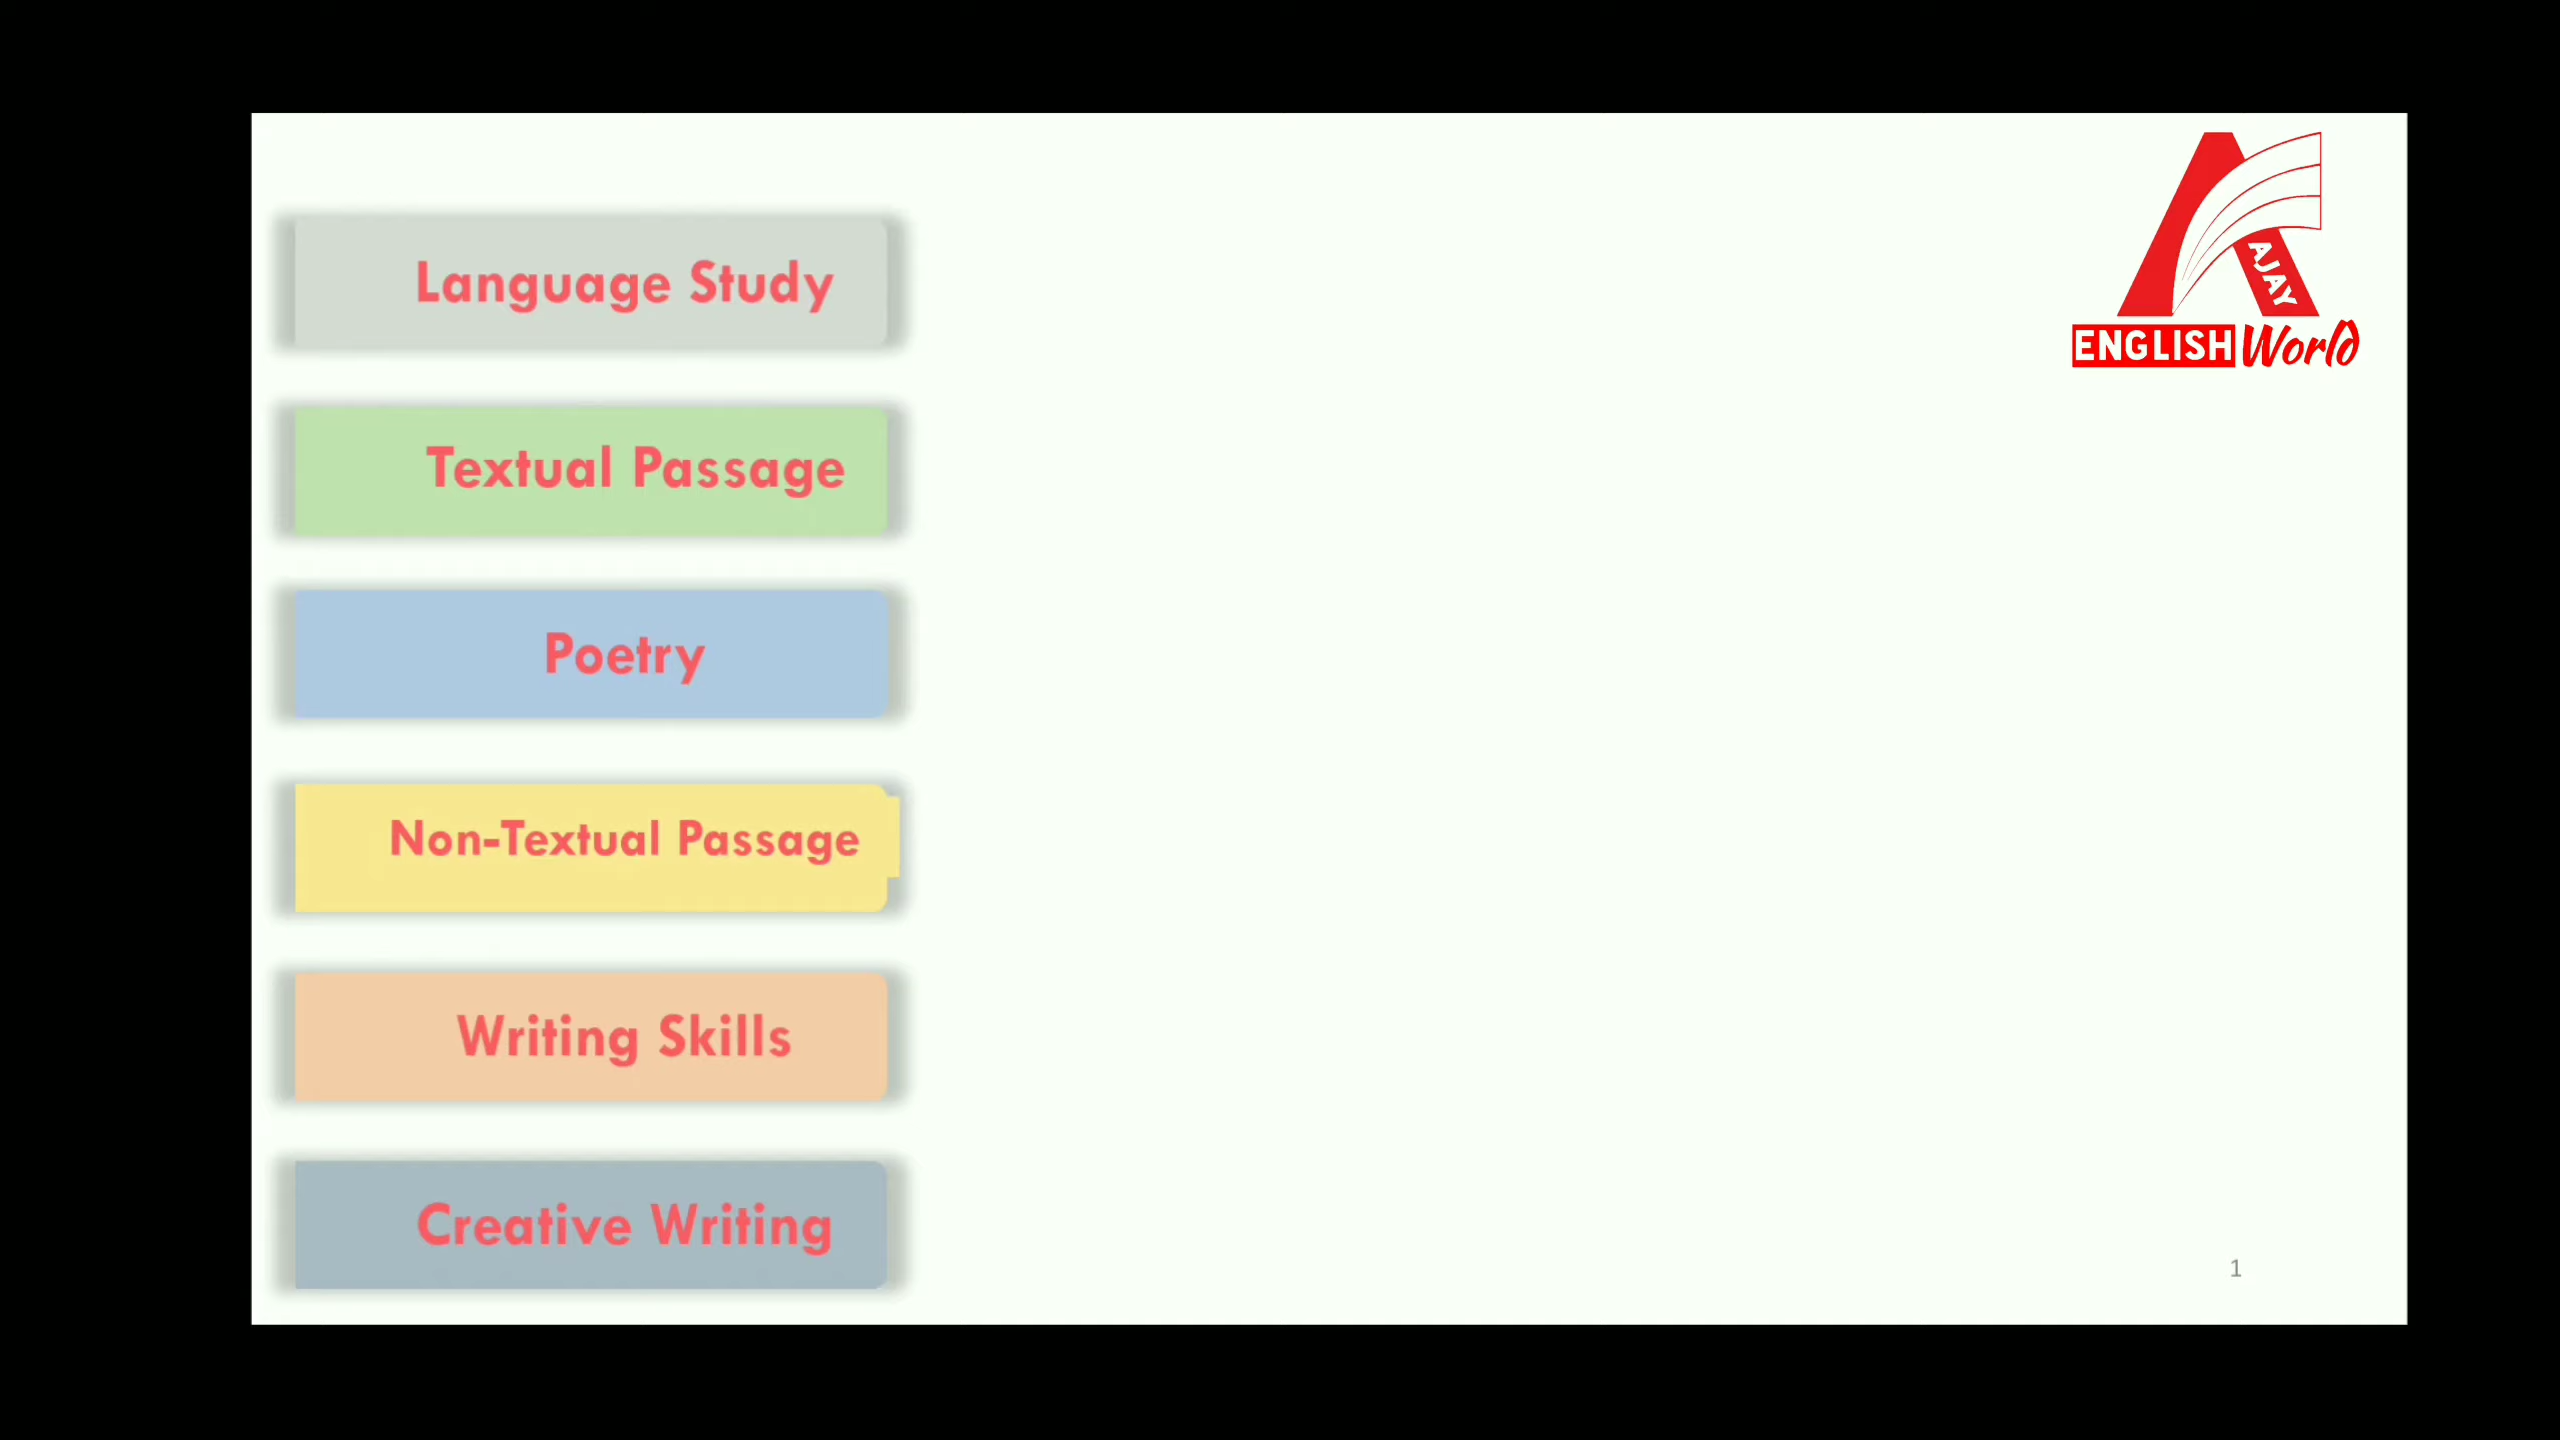 AJAY
ENGLISH World
Language Study
Textual Passage
Poetry
Non-Textual Passage
Writing Skills
Creative Writing
1